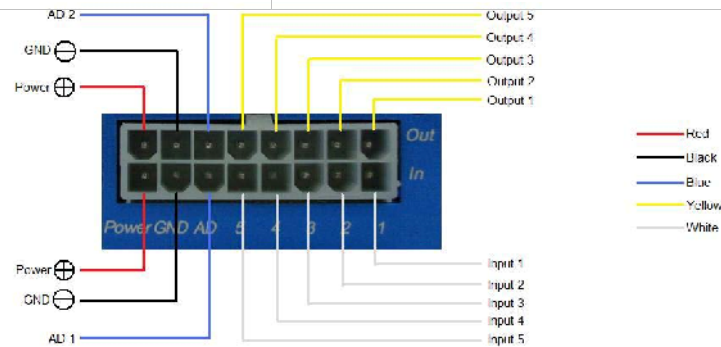 AD 2
GND
Power
Output 5
Output 4
Output 3
Output 2
Output 1
Out
In
Power GND AD 5 4 3 2 1
Red
Black
Blue
Yellow
White
Power
GND
AD 1
Input 1
Input 2
Input 3
Input 4
Input 5